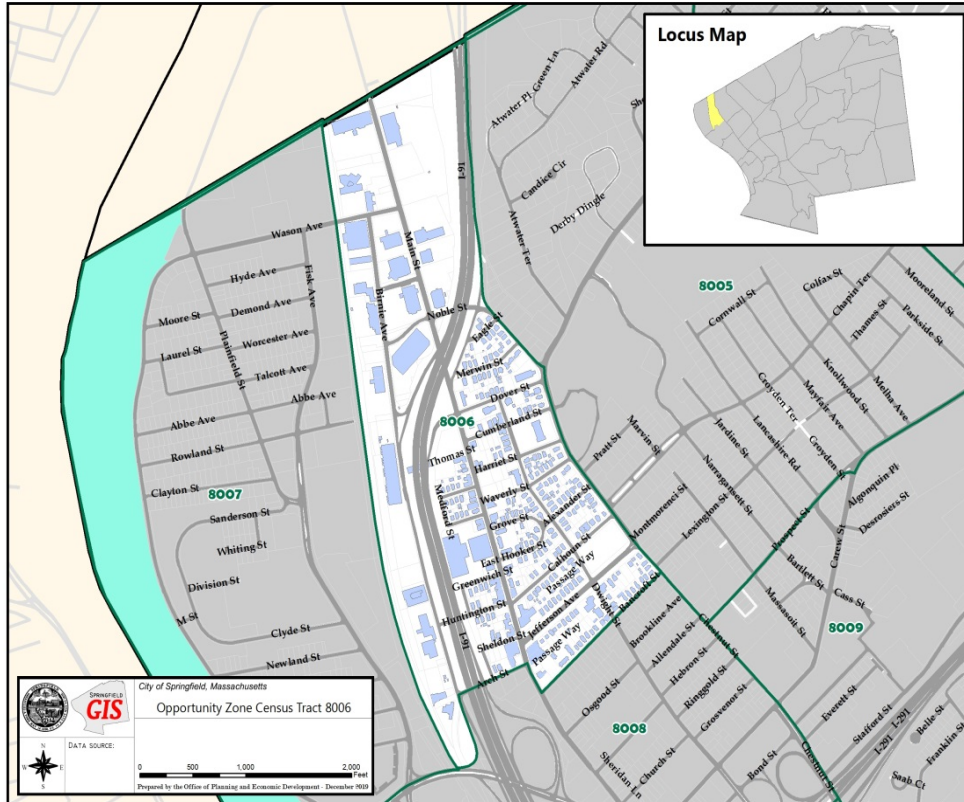 Locus Map
Atwater Rd
Green Ln
Atwater Pl
Candice Cir
Derby Dingle
Atwater Ter
I-91
Wason Ave
Main St
Birnie Ave
Fisk Ave
Hyde Ave
Demond Ave
Moore St
Worcester Ave
Laurel St
Plainfield St
Talcott Ave
Abbe Ave
Abbe Ave
Rowland St
Clayton St
8007
Sanderson St
Whiting St
Division St
M St
Clyde St
Newland St
Noble St
Eagle St
Merwin St
Dover St
8006
Cumberland St
Thomas St
Harriet St
Medford St
Waverly St
Alexander St
Grove St
East Hooker St
Calhoun St
Greenwich St
Passage Way
Huntington St
Jefferson Ave
Dwight St
Bancroft St
Sheldon St
Passage Way
I-91
Arch St
8005
Cornwall St
Colfax St
Chapin Ter
Mooreland St
Thames St
Parkside St
Knollwood St
Melha Ave
Croyden Ter
Mayfair Ave
Lancashire Rd
Croyden St
Marvin St
Pratt St
Jardine St
Narragansett St
Lexington St
Montmorenci St
Algonquin Pl
Desrosiers St
Prospect St
Carew St
Bartlett St
Cass St
Massasoit St
8009
Chestnut St
Brookline Ave
Allendale St
Hebron St
Ringgold St
Grosvenor St
Osgood St
8008
Church St
Sheridan Ln
Bond St
Chestnut St
Everett St
Stafford St
I-291
I-291
Belle St
Franklin St
Saab Ct
SPRINGFIELD
GIS
City of Springfield, Massachusetts
Opportunity Zone Census Tract 8006
DATA SOURCE:
N
W E
S
0 500 1,000 2,000
Feet
Prepared by the Office of Planning and Economic Development - December 2019